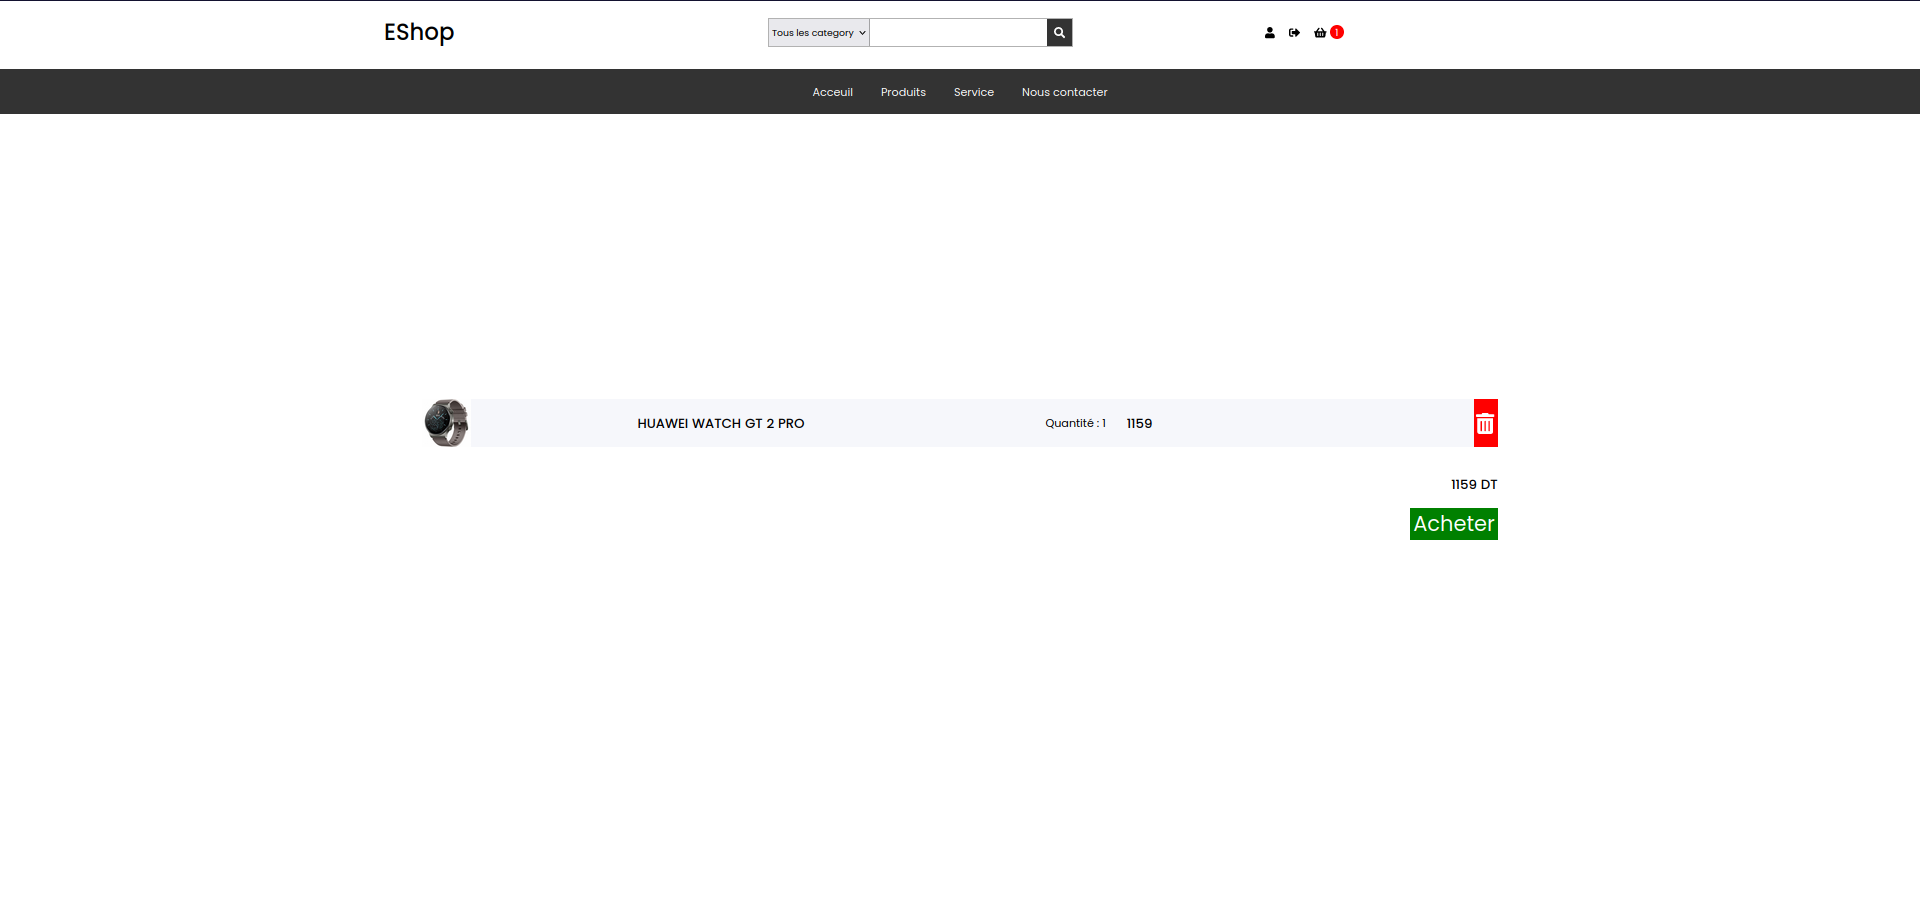 EShop
Tous les category
1
Acceuil Produits Service Nous contacter
HUAWEI WATCH GT 2 PRO Quantité : 1 1159
1159 DT
Acheter